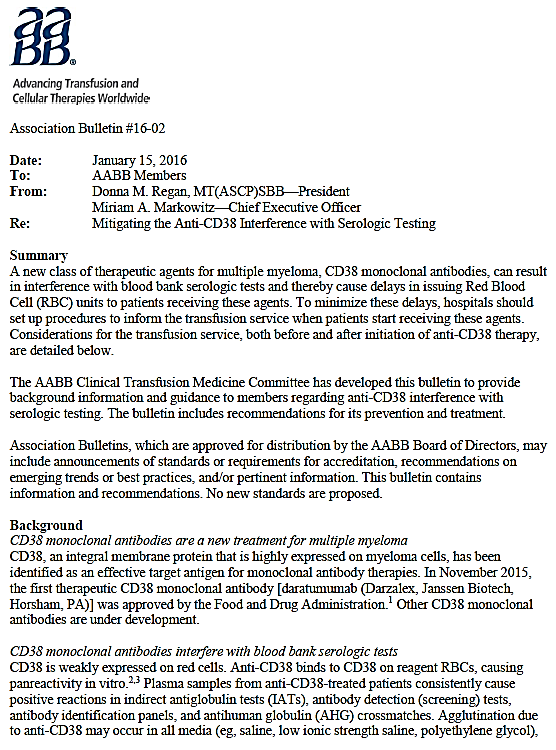 aa
BB®
Advancing Transfusion and
Cellular Therapies Worldwide
Association Bulletin #16-02
Date: January 15, 2016
To: AABB Members
From: Donna M. Regan, MT(ASCP)SBB—President
Miriam A. Markowitz—Chief Executive Officer
Re: Mitigating the Anti-CD38 Interference with Serologic Testing
Summary
A new class of therapeutic agents for multiple myeloma, CD38 monoclonal antibodies, can result
in interference with blood bank serologic tests and thereby cause delays in issuing Red Blood
Cell (RBC) units to patients receiving these agents. To minimize these delays, hospitals should
set up procedures to inform the transfusion service when patients start receiving these agents.
Considerations for the transfusion service, both before and after initiation of anti-CD38 therapy,
are detailed below.
The AABB Clinical Transfusion Medicine Committee has developed this bulletin to provide
background information and guidance to members regarding anti-CD38 interference with
serologic testing. The bulletin includes recommendations for its prevention and treatment.
Association Bulletins, which are approved for distribution by the AABB Board of Directors, may
include announcements of standards or requirements for accreditation, recommendations on
emerging trends or best practices, and/or pertinent information. This bulletin contains
information and recommendations. No new standards are proposed.
Background
CD38 monoclonal antibodies are a new treatment for multiple myeloma
CD38, an integral membrane protein that is highly expressed on myeloma cells, has been
identified as an effective target antigen for monoclonal antibody therapies. In November 2015,
the first therapeutic CD38 monoclonal antibody [daratumumab (Darzalex, Janssen Biotech,
Horsham, PA)] was approved by the Food and Drug Administration.1 Other CD38 monoclonal
antibodies are under development.
CD38 monoclonal antibodies interfere with blood bank serologic tests
CD38 is weakly expressed on red cells. Anti-CD38 binds to CD38 on reagent RBCs, causing
panreactivity in vitro.2,3 Plasma samples from anti-CD38-treated patients consistently cause
positive reactions in indirect antiglobulin tests (IATs), antibody detection (screening) tests,
antibody identification panels, and antihuman globulin (AHG) crossmatches. Agglutination due
to anti-CD38 may occur in all media (eg, saline, low ionic strength saline, polyethylene glycol),